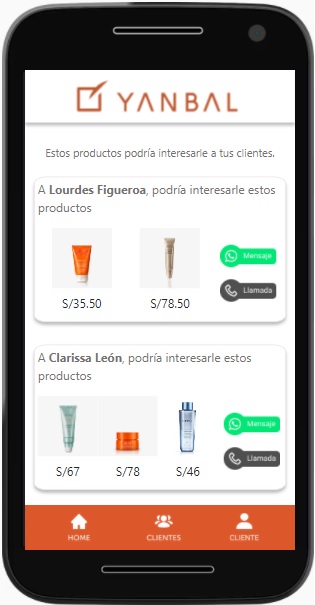 YANBAL
Estos productos podría interesarle a tus clientes.
A Lourdes Figueroa, podría interesarle estos
productos
Mensaje
Llamada
S/35.50 S/78.50
A Clarissa León, podría interesarle estos
productos
Mensaje
Llamada
S/67 S/78 S/46
HOME CLIENTES CLIENTE